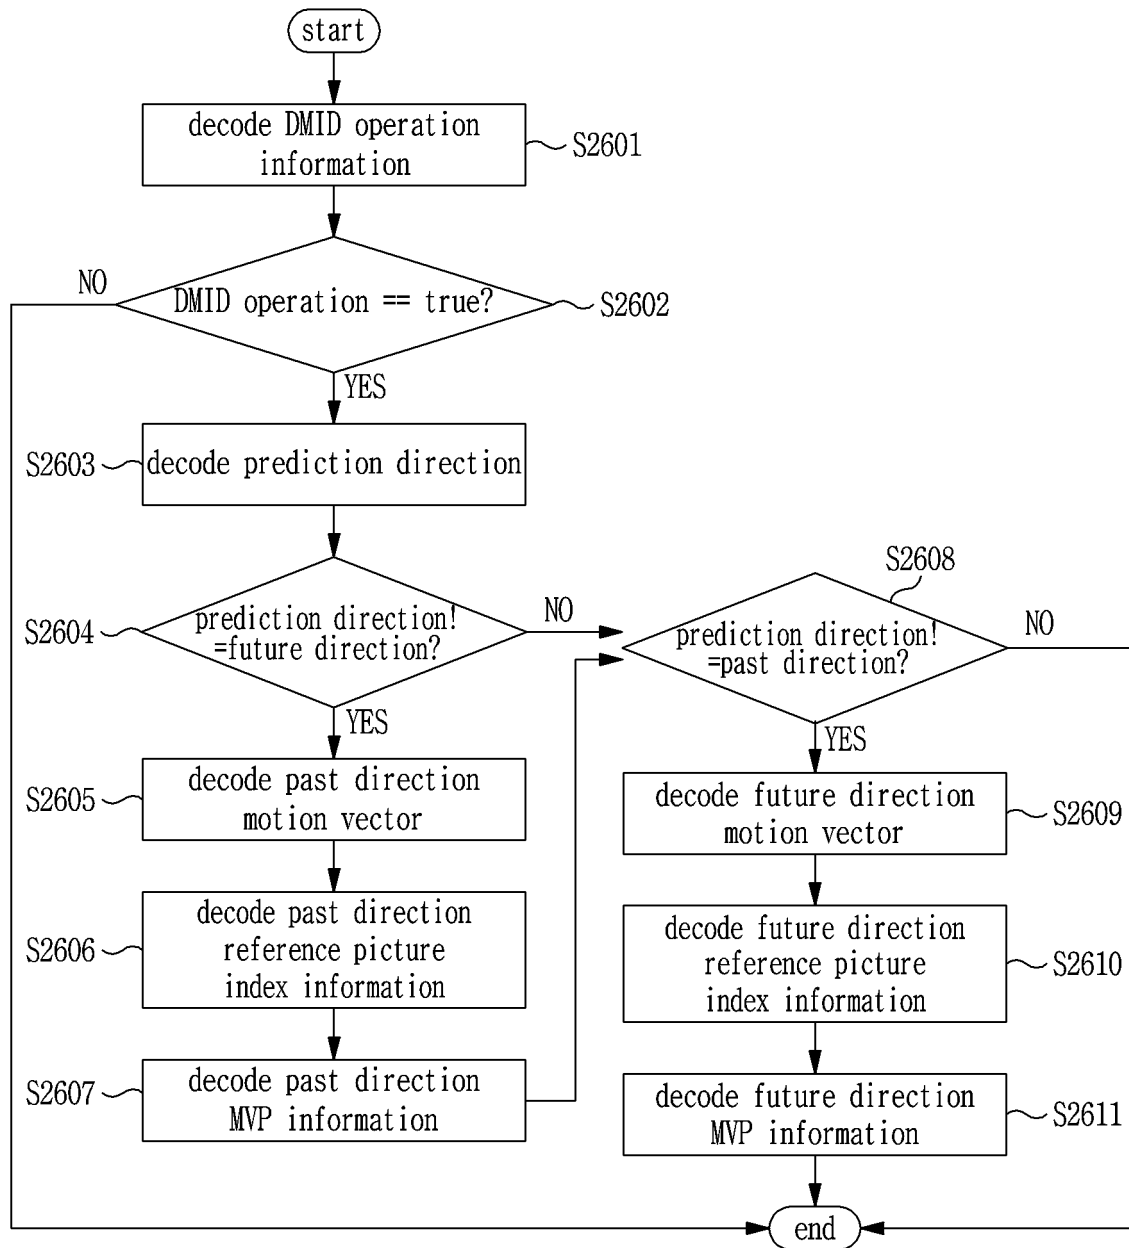 start
decode DMID operation
information
S2601
NO
DMID operation == true?
S2602
YES
S2603
decode prediction direction
S2604
prediction direction!
=future direction?
NO
YES
S2605
decode past direction
motion vector
S2606
decode past direction
reference picture
index information
S2607
decode past direction
MVP information
S2608
prediction direction!
=past direction?
NO
YES
decode future direction
motion vector
S2609
decode future direction
reference picture
index information
S2610
decode future direction
MVP information
S2611
end